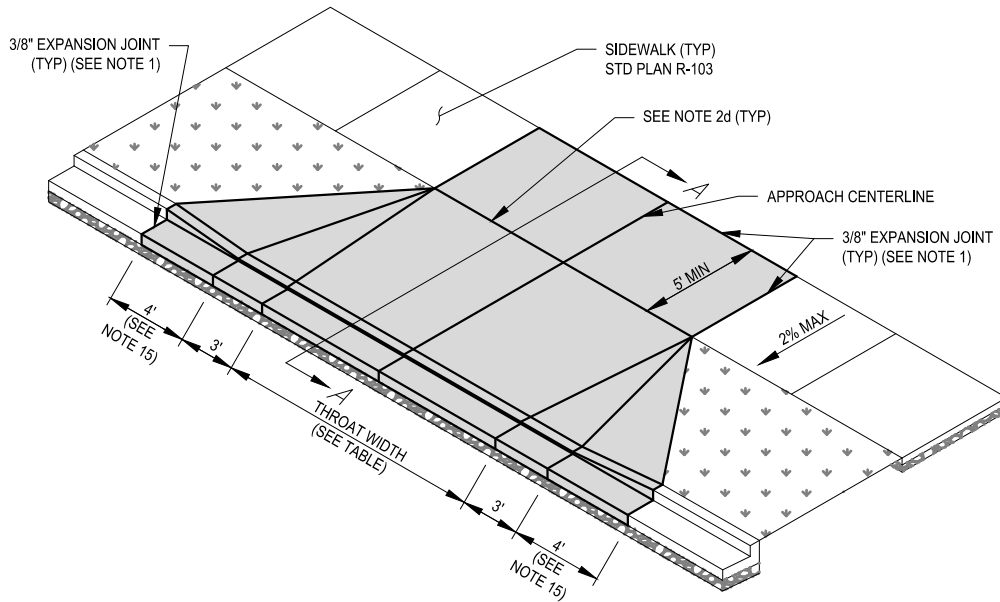 3/8" EXPANSION JOINT
(TYP) (SEE NOTE 1)
SIDEWALK (TYP)
STD PLAN R-103
SEE NOTE 2d (TYP)
A
APPROACH CENTERLINE
3/8" EXPANSION JOINT
(TYP) (SEE NOTE 1)
5' MIN
2% MAX
4'
(SEE
NOTE 15)
3'
A
THROAT WIDTH
(SEE TABLE)
3'
4'
(SEE
NOTE 15)